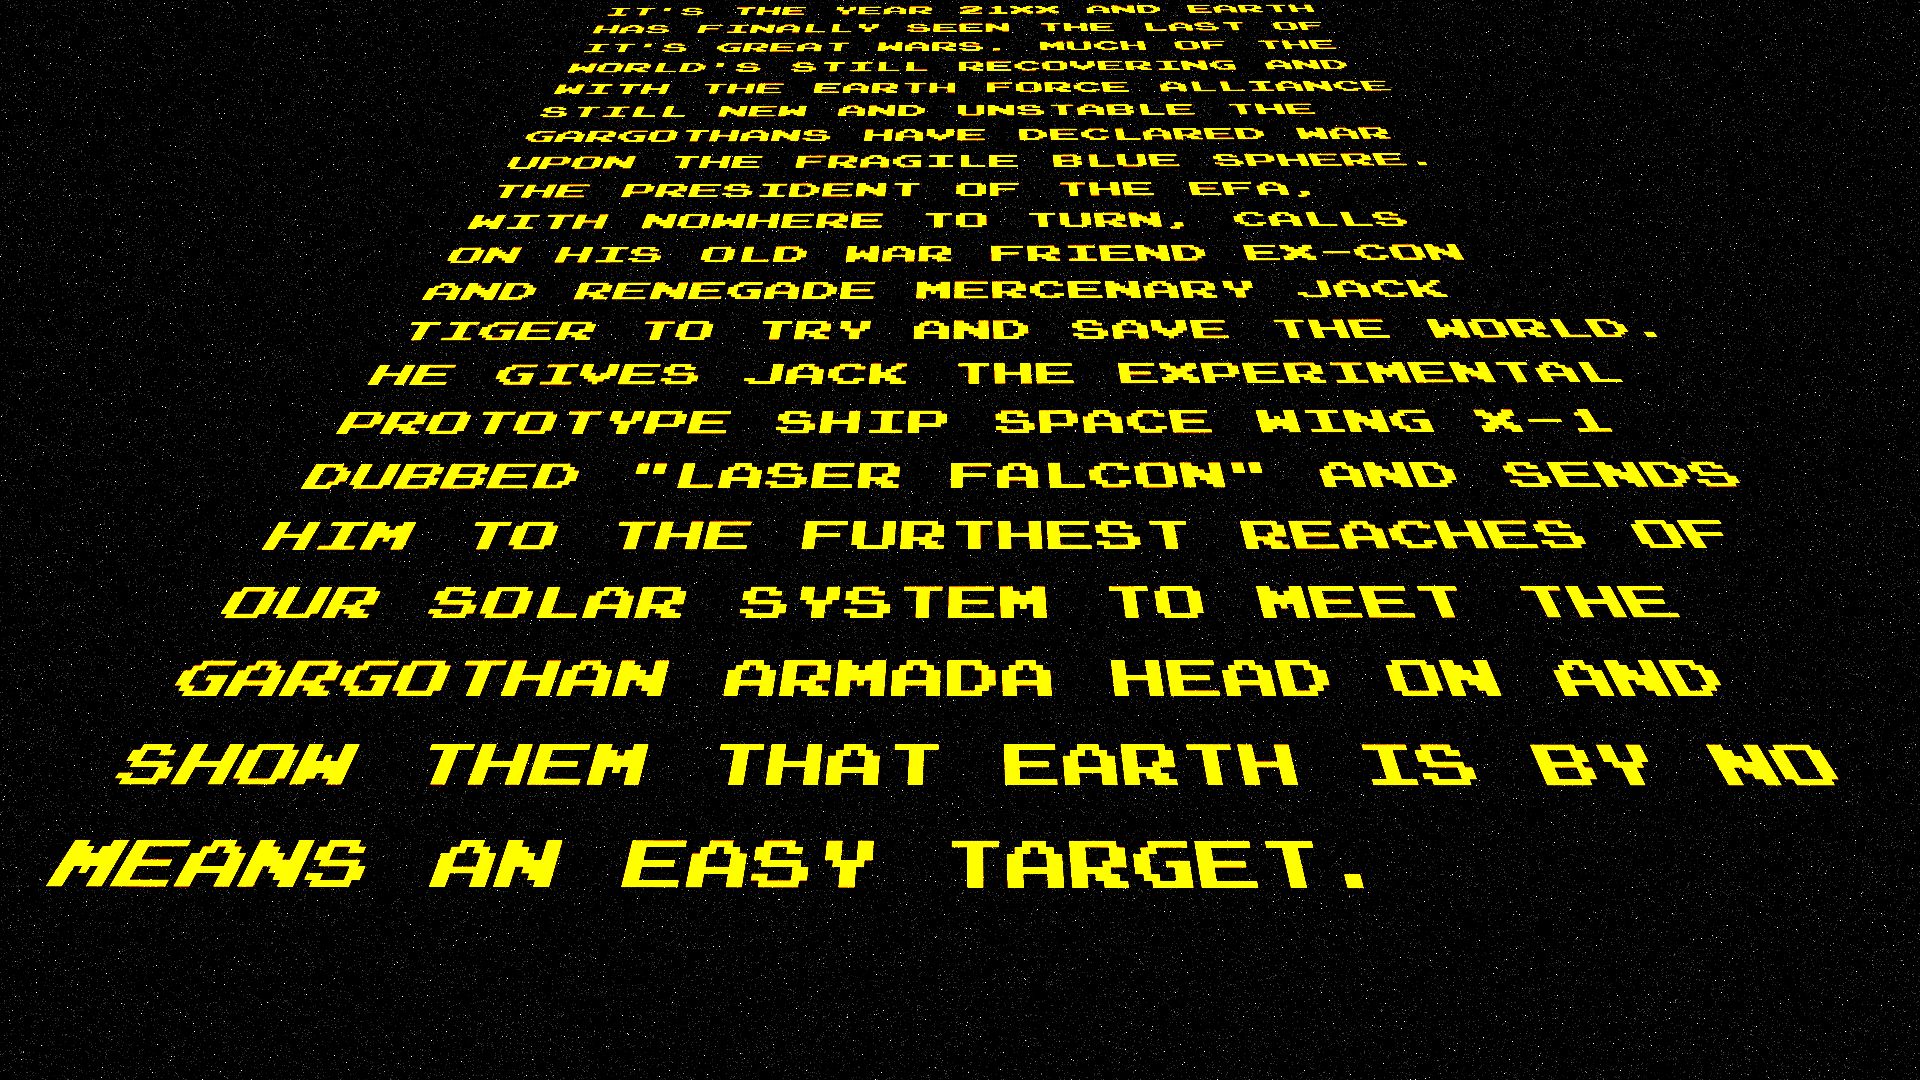 IT'S THE YEAR 21XX AND EARTH
HAS FINALLY SEEN THE LAST OF
IT'S GREAT WARS. MUCH OF THE
WORLD'S STILL RECOVERING AND
WITH THE EARTH FORCE ALLIANCE
STILL NEW AND UNSTABLE THE
GARGOTHANS HAVE DECLARED WAR
UPON THE FRAGILE BLUE SPHERE.
THE PRESIDENT OF THE EFA,
WITH NOWHERE TO TURN, CALLS
ON HIS OLD WAR FRIEND EX-CON
AND RENEGADE MERCENARY JACK
TIGER TO TRY AND SAVE THE WORLD.
HE GIVES JACK THE EXPERIMENTAL
PROTOTYPE SHIP SPACE WING X-1
DUBBED "LASER FALCON" AND SENDS
HIM TO THE FURTHEST REACHES OF
OUR SOLAR SYSTEM TO MEET THE
GARGOTHAN ARMADA HEAD ON AND
SHOW THEM THAT EARTH IS BY NO
MEANS AN EASY TARGET.